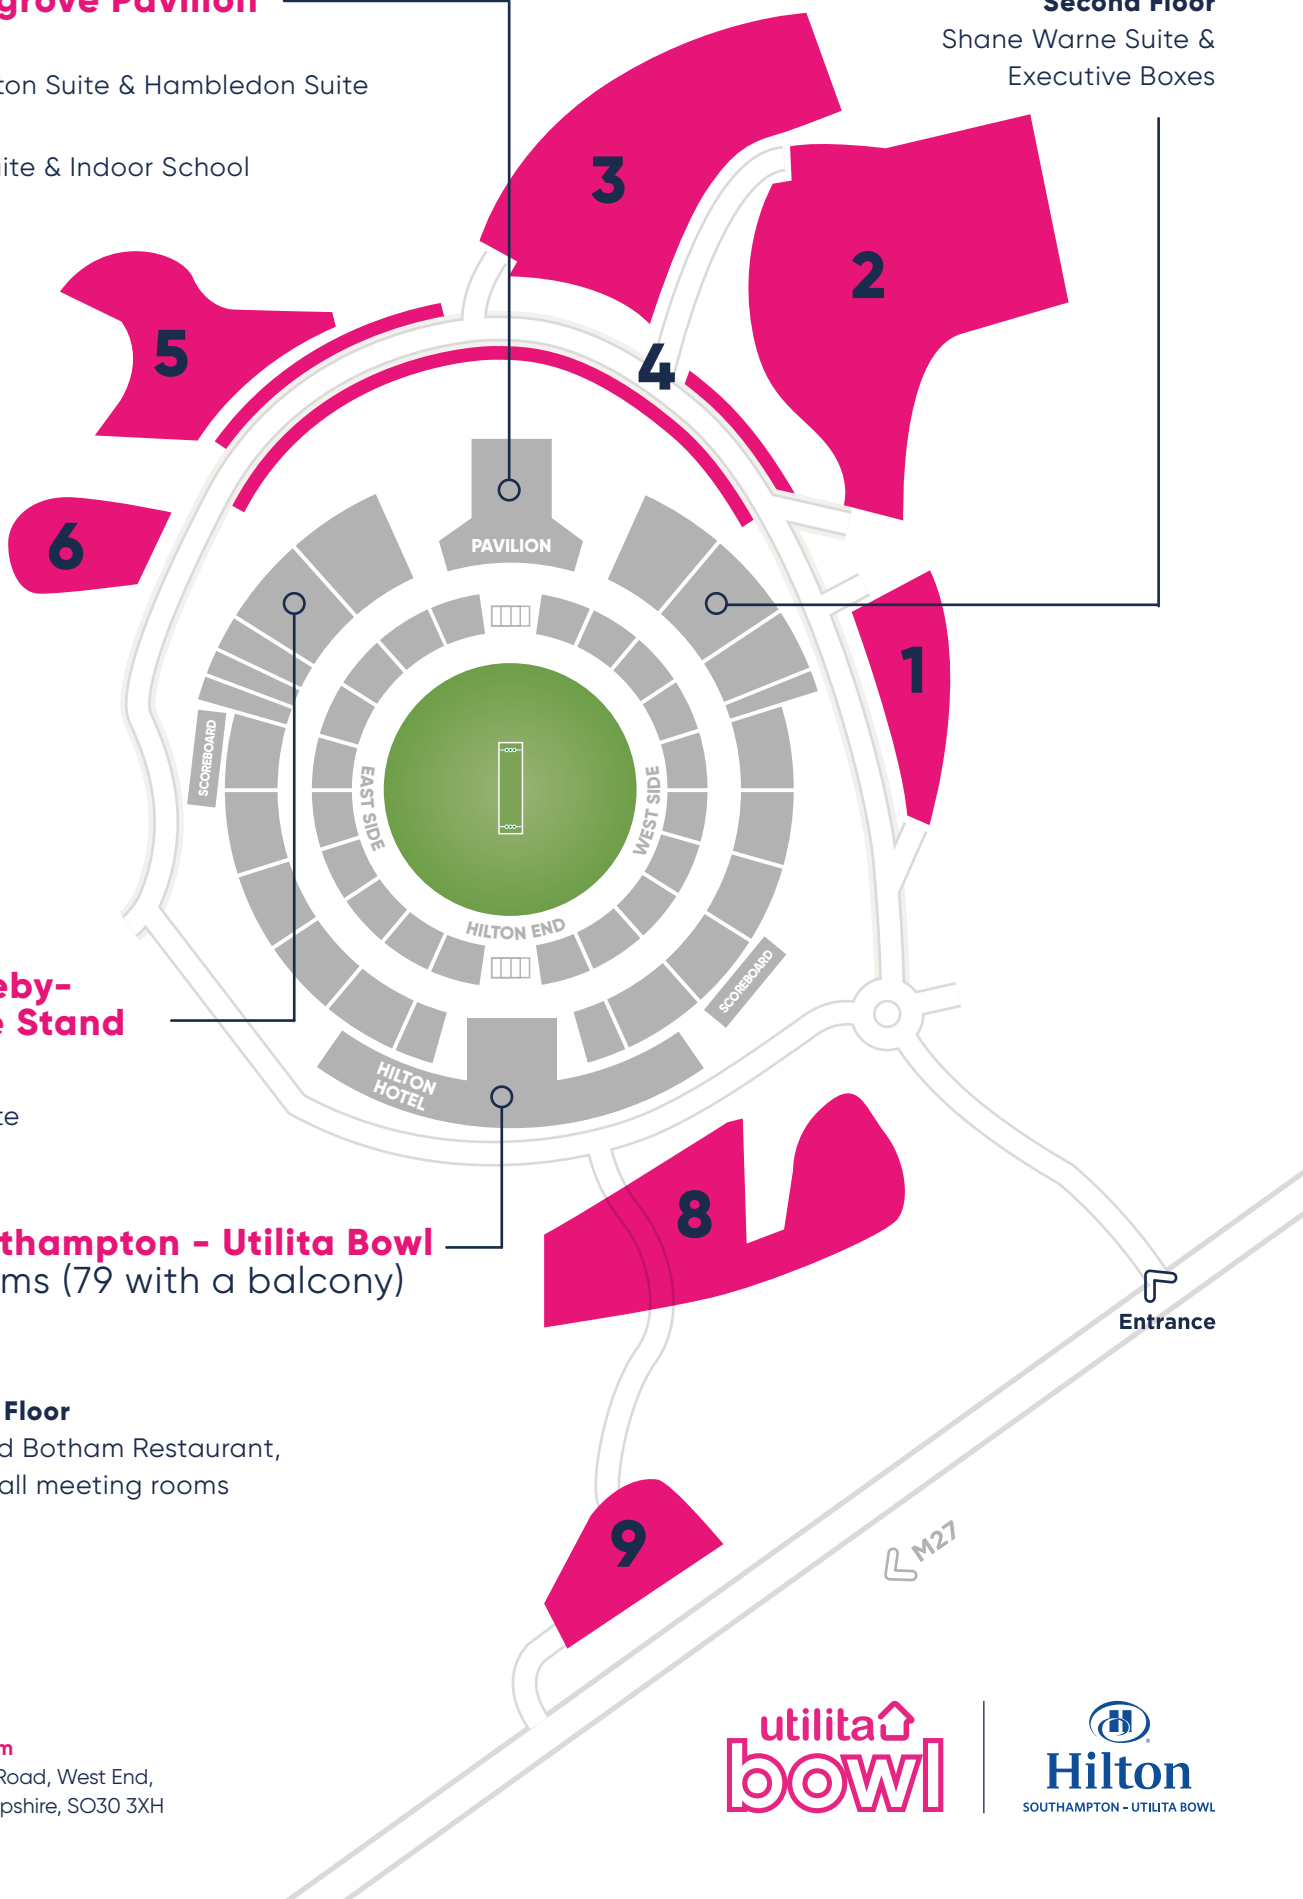 grove Pavilion
Second Floor
Shane Warne Suite &
Executive Boxes
ton Suite & Hambledon Suite
ite & Indoor School
3
2
5
4
6
PAVILION
1
SCOREBOARD
EAST SIDE
WEST SIDE
HILTON END
SCOREBOARD
eby-
e Stand
HILTON
HOTEL
te
8
thampton - Utilita Bowl
ms (79 with a balcony)
Entrance
Floor
d Botham Restaurant,
all meeting rooms
9
M27
m
Road, West End,
pshire, SO30 3XH
utilita
bowl
Hilton
SOUTHAMPTON - UTILITA BOWL